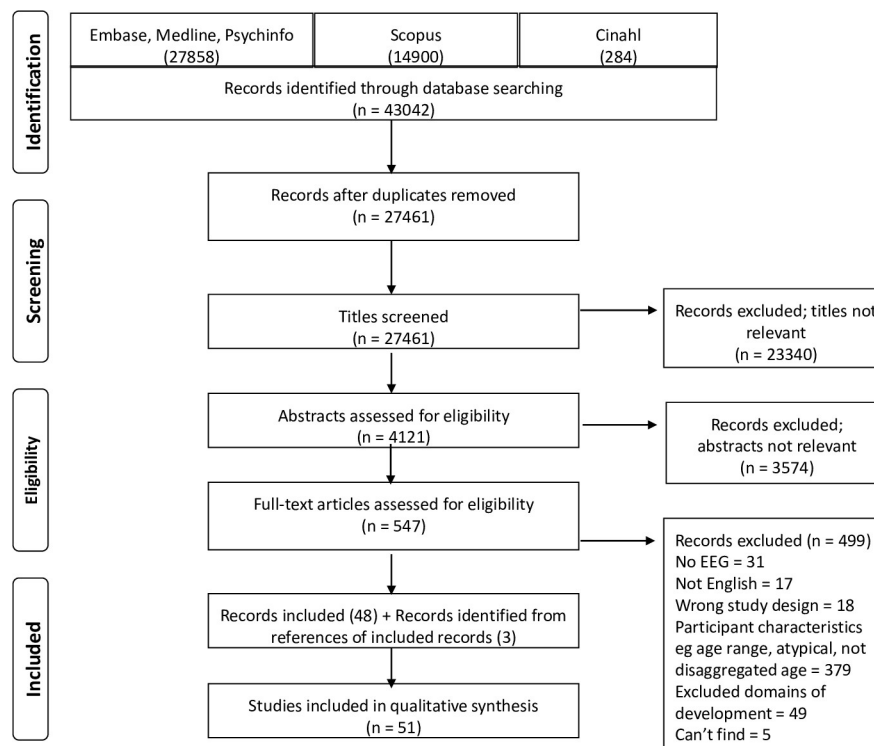 Identification
Embase, Medline, Psychinfo
(27858)
Scopus
(14900)
Cinahl
(284)
Records identified through database searching
(n = 43042)
Screening
Records after duplicates removed
(n = 27461)
Titles screened
(n = 27461)
Records excluded; titles not
relevant
(n = 23340)
Eligibility
Abstracts assessed for eligibility
(n = 4121)
Records excluded;
abstracts not relevant
(n = 3574)
Full-text articles assessed for eligibility
(n = 547)
Records excluded (n = 499)
No EEG = 31
Not English = 17
Wrong study design = 18
Participant characteristics
eg age range, atypical, not
disaggregated age = 379
Excluded domains of
development = 49
Can't find = 5
Included
Records included (48) + Records identified from
references of included records (3)
Studies included in qualitative synthesis
(n = 51)